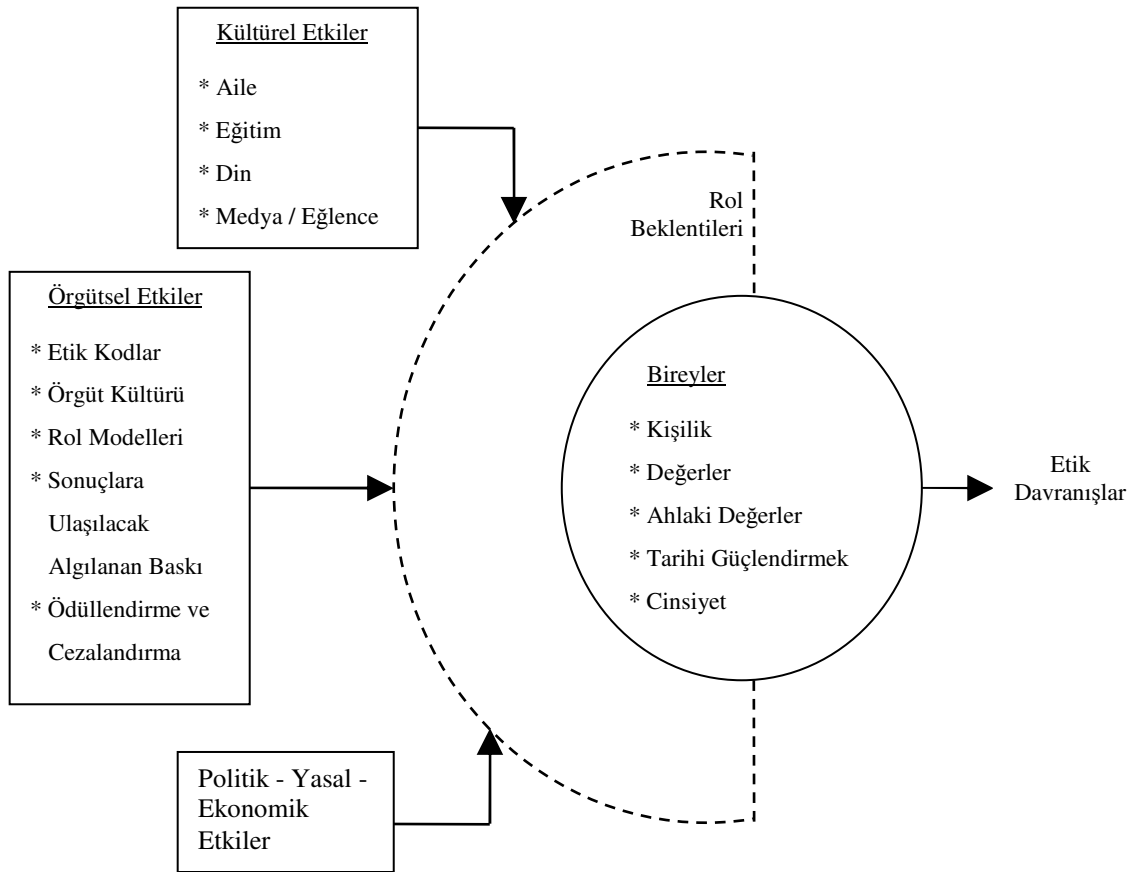 Kültürel Etkiler
* Aile
* Eğitim
* Din
* Medya / Eğlence
Rol
Beklentileri
Örgütsel Etkiler
* Etik Kodlar
* Örgüt Kültürü
* Rol Modelleri
* Sonuçlara
Ulaşılacak
Algılanan Baskı
* Ödüllendirme ve
Cezalandırma
Bireyler
* Kişilik
* Değerler
* Ahlaki Değerler
* Tarihi Güçlendirmek
* Cinsiyet
Etik
Davranışlar
Politik - Yasal -
Ekonomik
Etkiler